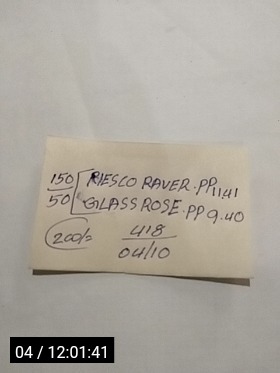 150 RIESCO RAVER.PP 11,41
50 GLASS ROSE.PP 9.40
200/= 418
04/10
04 / 12:01:41